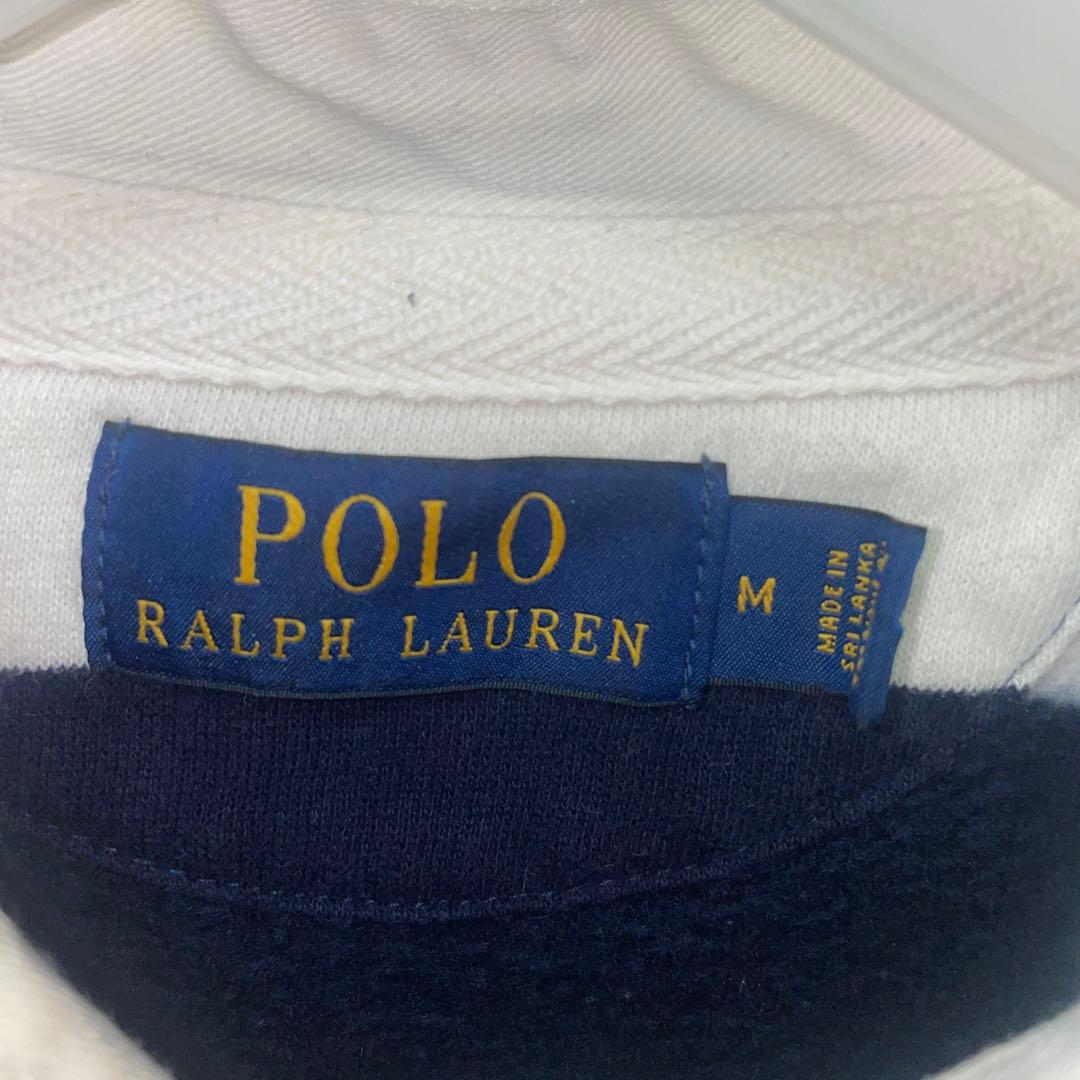 POLO
RALPH LAUREN
M
MADE IN
SRI LANKA